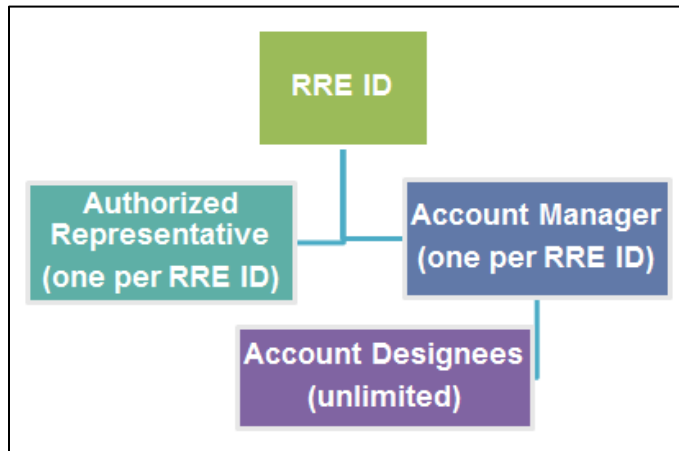 RRE ID
Authorized
Representative
(one per RRE ID)
Account Manager
(one per RRE ID)
Account Designees
(unlimited)